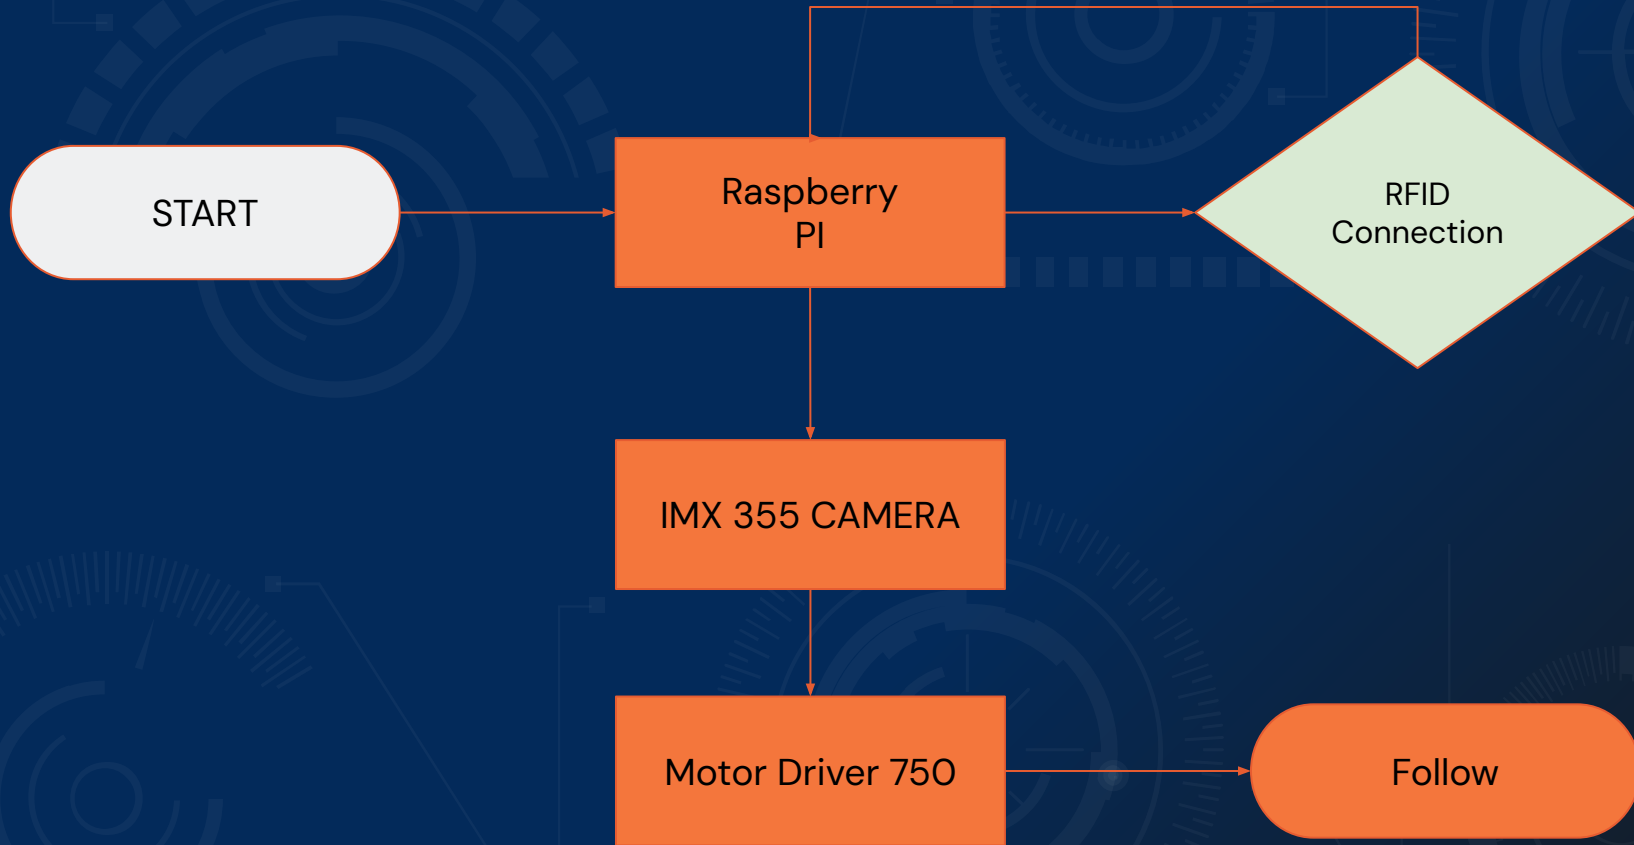 START
Raspberry
PI
RFID
Connection
IMX 355 CAMERA
Motor Driver 750
Follow